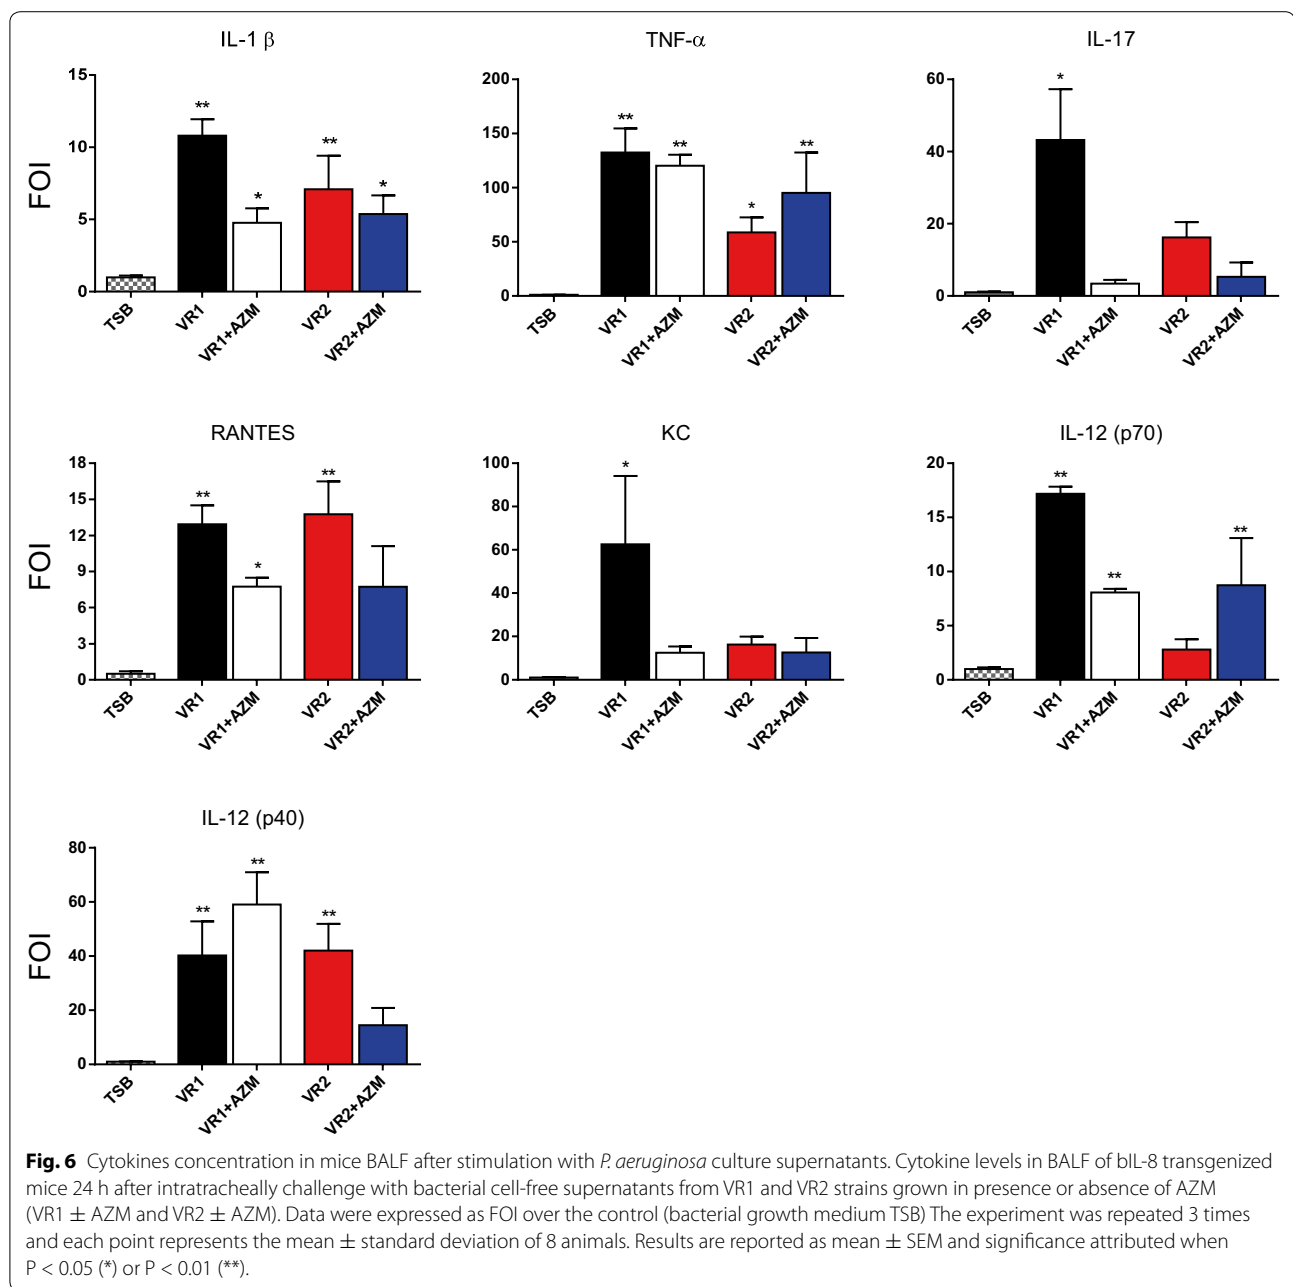 IL-1 β
15
**
10
**
*
*
5
0
FOI
TSB
VR1
VR1+AZM
VR2
VR2+AZM
TNF-α
200
150
**
**
**
100
*
50
0
TSB
VR1
VR1+AZM
VR2
VR2+AZM
IL-17
60
*
40
20
0
TSB
VR1
VR1+AZM
VR2
VR2+AZM
RANTES
18
15
**
**
12
9
*
6
3
0
FOI
TSB
VR1
VR1+AZM
VR2
VR2+AZM
KC
100
*
80
60
40
20
0
TSB
VR1
VR1+AZM
VR2
VR2+AZM
IL-12 (p70)
20
**
15
**
10
**
5
0
TSB
VR1
VR1+AZM
VR2
VR2+AZM
IL-12 (p40)
80
**
60
**
**
40
20
0
FOI
TSB
VR1
VR1+AZM
VR2
VR2+AZM
Fig. 6 Cytokines concentration in mice BALF after stimulation with P. aeruginosa culture supernatants. Cytokine levels in BALF of bIL-8 transgenized
mice 24 h after intratracheally challenge with bacterial cell-free supernatants from VR1 and VR2 strains grown in presence or absence of AZM
(VR1 ± AZM and VR2 ± AZM). Data were expressed as FOI over the control (bacterial growth medium TSB) The experiment was repeated 3 times
and each point represents the mean ± standard deviation of 8 animals. Results are reported as mean ± SEM and significance attributed when
P < 0.05 (*) or P < 0.01 (**).